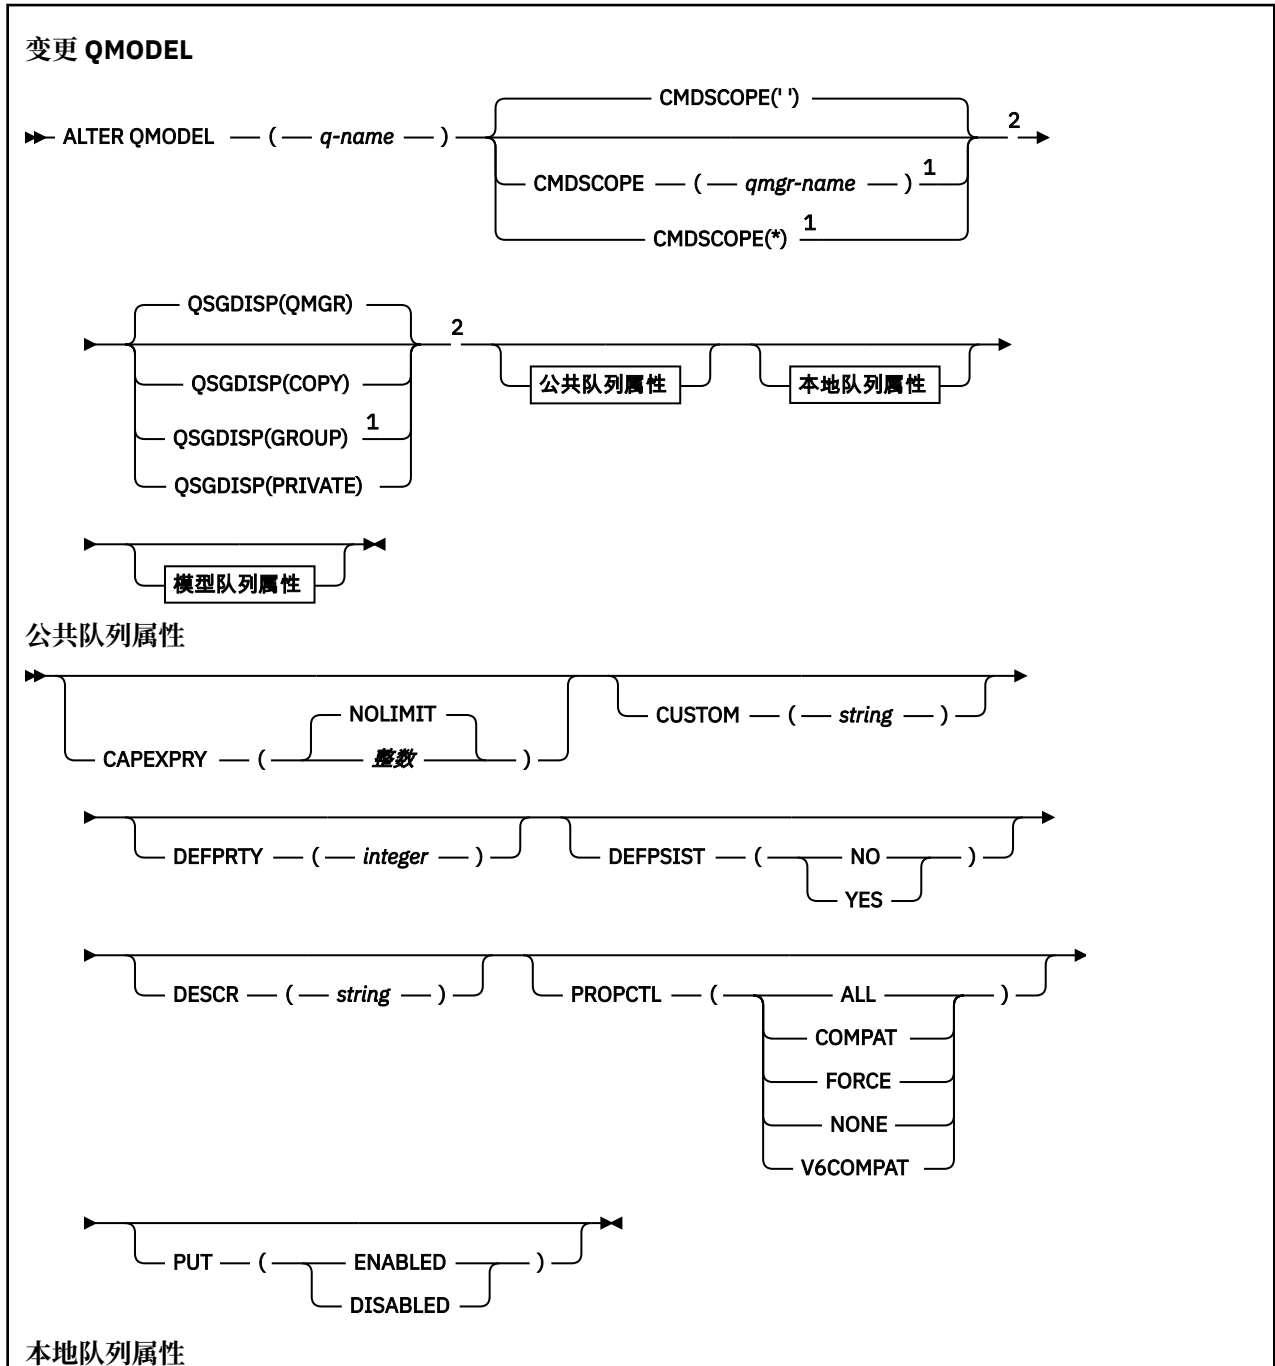 变更 QMODEL
CMDSCOPE(' ')
ALTER QMODEL ( q-name ) 2
CMDSCOPE ( qmgr-name ) 1
CMDSCOPE(*) 1
QSGDISP(QMGR)
2
QSGDISP(COPY) 公共队列属性 本地队列属性
QSGDISP(GROUP) 1
QSGDISP(PRIVATE)
模型队列属性
公共队列属性
NOLIMIT CUSTOM ( string )
CAPEXPRY ( 整数 )
DEFPRTY ( integer ) DEFPSIST ( NO )
YES
DESCR ( string ) PROPCTL ( ALL )
COMPAT
FORCE
NONE
V6COMPAT
PUT ( ENABLED )
DISABLED
本地队列属性